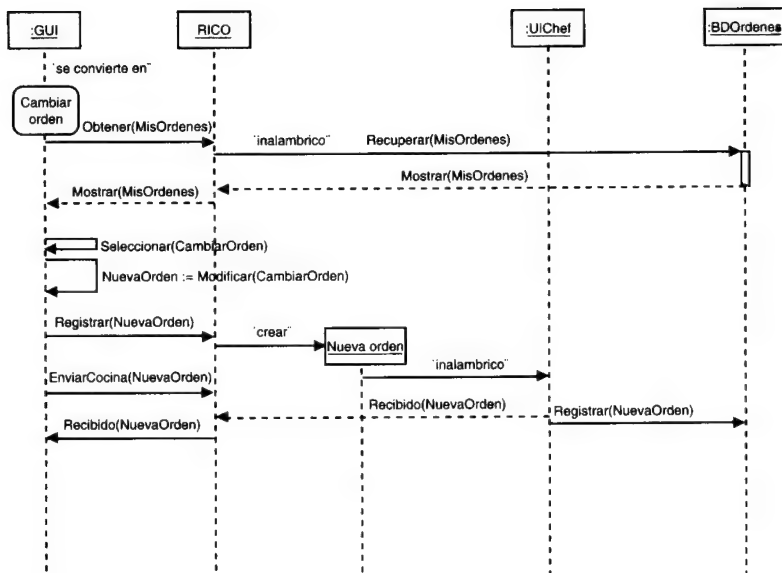 :GUI
RICO
:UIChef
:BDOrdenes
¨se convierte en¨
Cambiar
orden
Obtener(MisOrdenes)
¨inalambrico¨
Recuperar(MisOrdenes)
Mostrar(MisOrdenes)
Mostrar(MisOrdenes)
Seleccionar(CambiarOrden)
NuevaOrden := Modificar(CambiarOrden)
Registrar(NuevaOrden)
¨crear¨
Nueva orden
¨inalambrico¨
EnviarCocina(NuevaOrden)
Recibido(NuevaOrden)
Registrar(NuevaOrden)
Recibido(NuevaOrden)